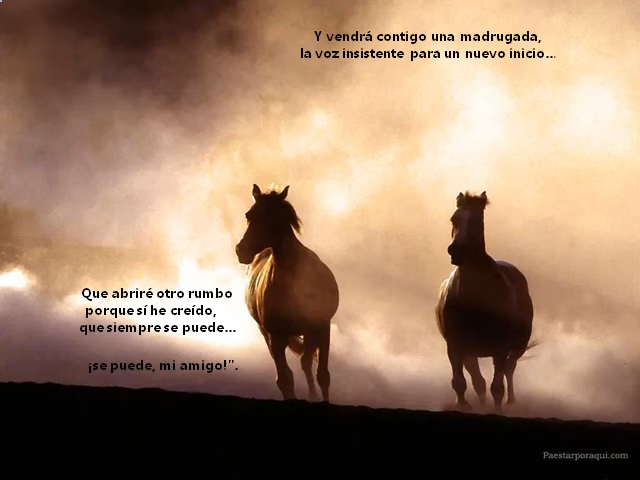 Y vendrá contigo una madrugada,
la voz insistente para un nuevo inicio...
Que abriré otro rumbo
porque sí he creído,
que siempre se puede...
¡se puede, mi amigo!".
Paestarporaqui.com